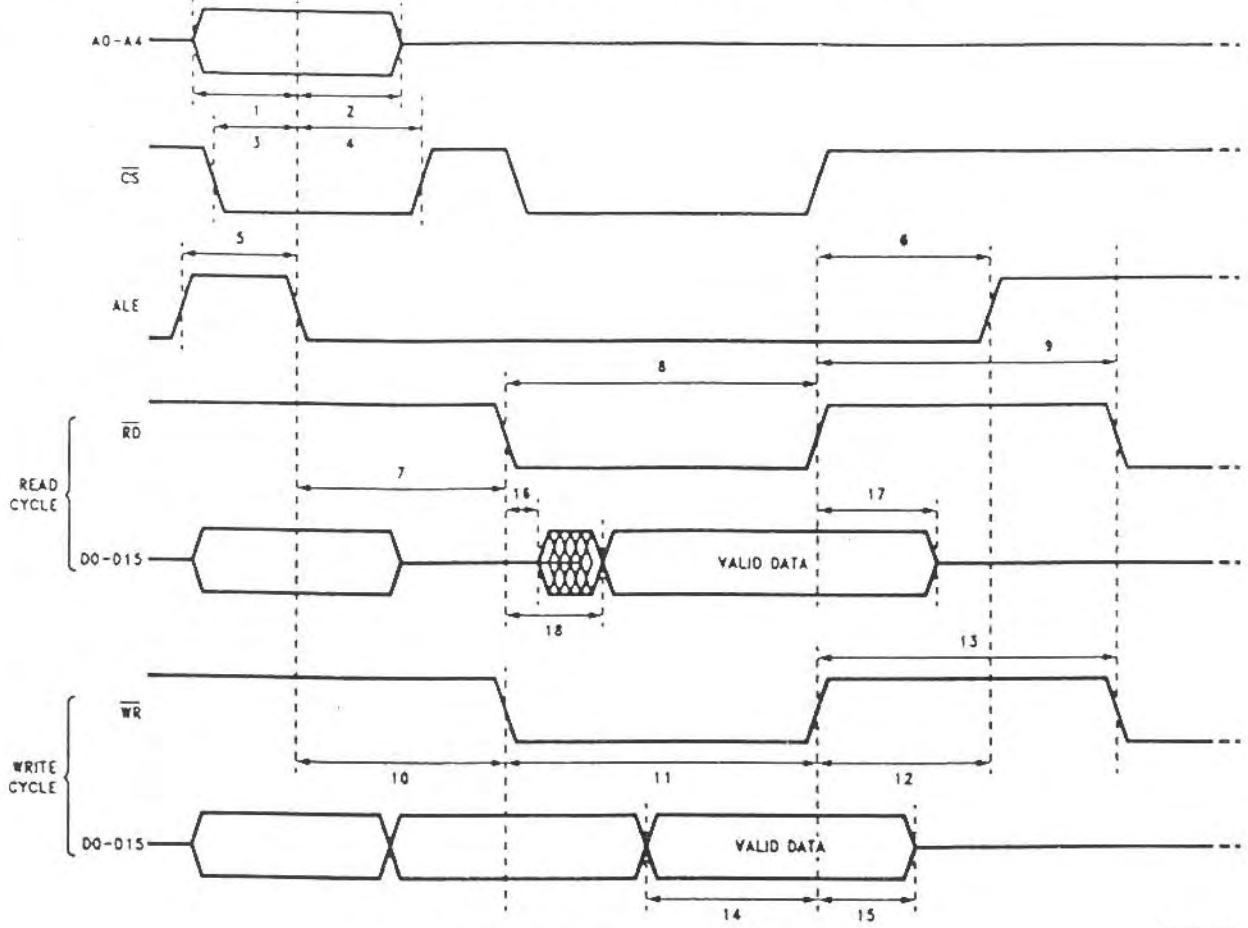 A0-A4
1 2
3 4
CS
5 6
ALE
9
8
RD
7
READ
CYCLE
16 17
D0-D15
VALID DATA
18
13
WR
10 11 12
WRITE
CYCLE
D0-D15
VALID DATA
14 15